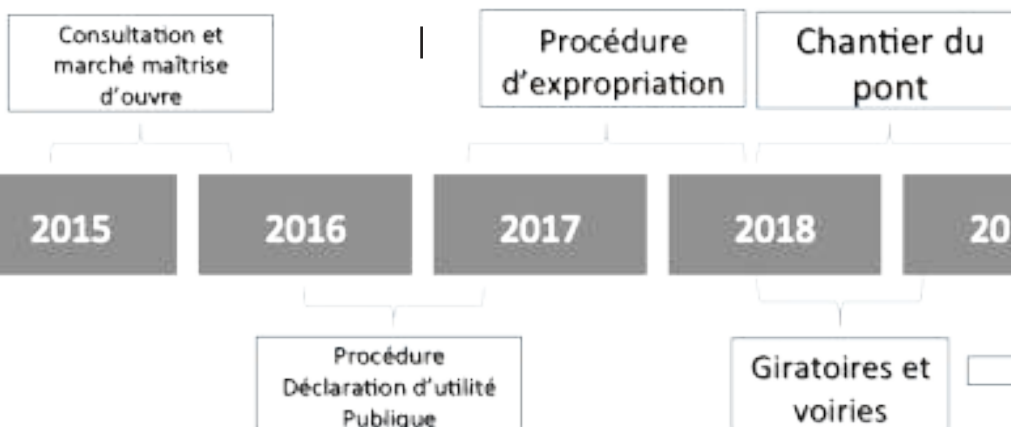 Consultation et
marché maîtrise
d'ouvre
Procédure
d'expropriation
Chantier du
pont
2015
2016
2017
2018
20
Procédure
Déclaration d'utilité
Publique
Giratoires et
voiries